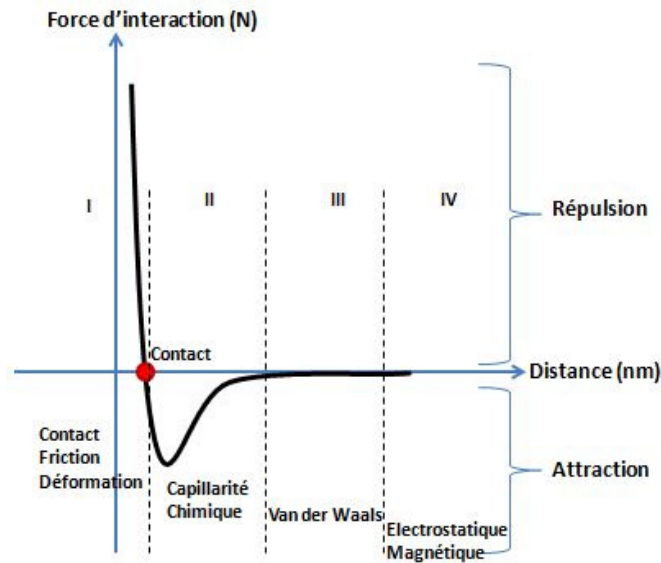 Force d'interaction (N)
I
II
III
IV
Répulsion
Contact
Distance (nm)
Contact
Friction
Déformation
Capillarité
Chimique
Van der Waals
Electrostatique
Magnétique
Attraction